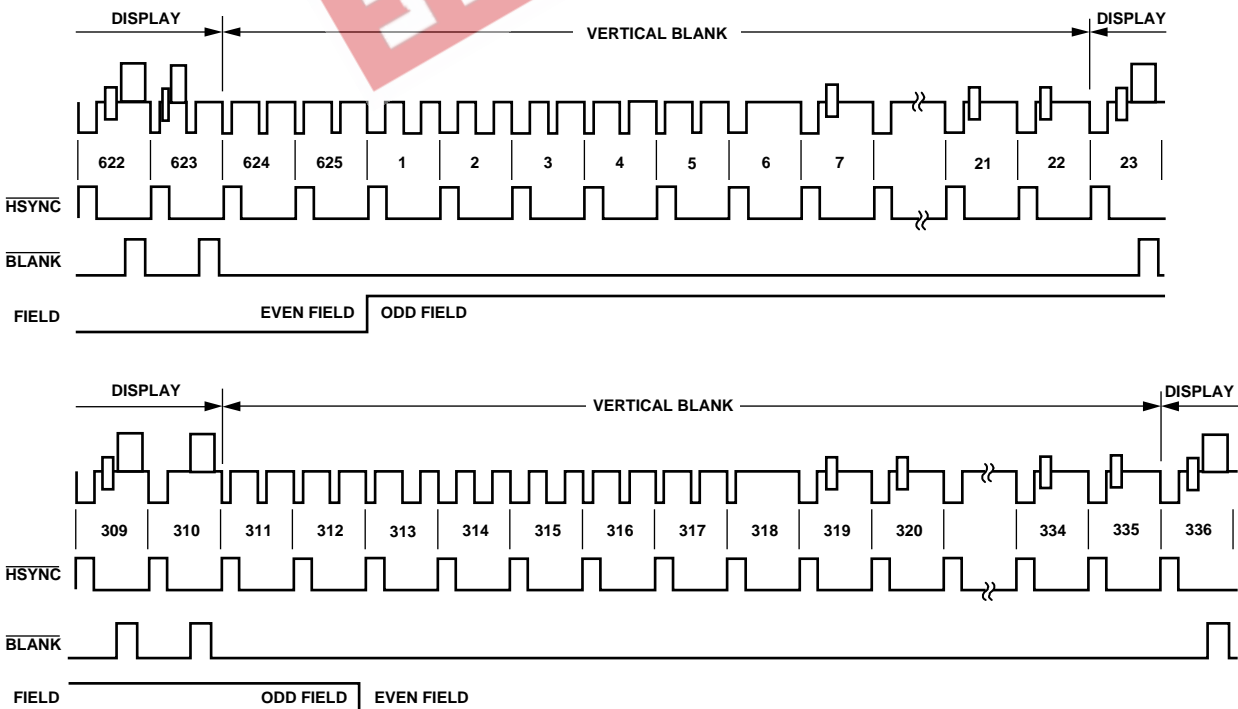 DISPLAY VERTICAL BLANK DISPLAY
622 623 624 625 1 2 3 4 5 6 7 21 22 23
HSYNC
BLANK
FIELD EVEN FIELD ODD FIELD
DISPLAY VERTICAL BLANK DISPLAY
309 310 311 312 313 314 315 316 317 318 319 320 334 335 336
HSYNC
BLANK
FIELD ODD FIELD EVEN FIELD